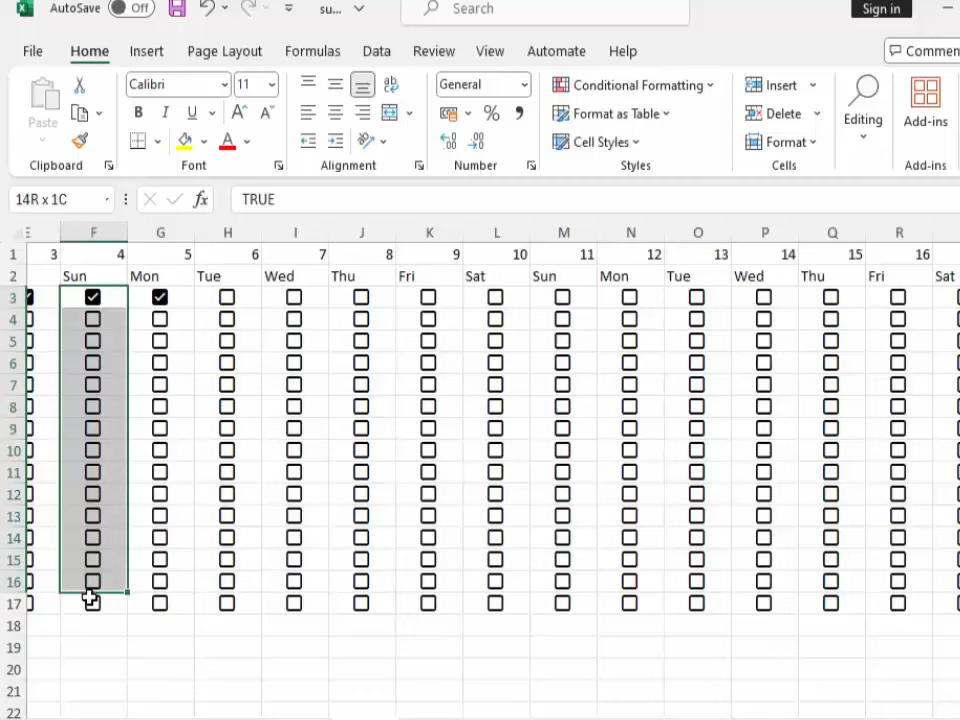 AutoSave Off su... Search Sign in
File Home Insert Page Layout Formulas Data Review View Automate Help Commen
Calibri 11 General Conditional Formatting Insert
Paste B I U A A % , Format as Table Delete Editing Add-ins
A Cell Styles Format
Clipboard Font Alignment Number Styles Cells Add-ins
14R x 1C fx TRUE
E F G H I J K L M N O P Q R
1 3 4 5 6 7 8 9 10 11 12 13 14 15 16
2 Sun Mon Tue Wed Thu Fri Sat Sun Mon Tue Wed Thu Fri Sat
3
4
5
6
7
8
9
10
11
12
13
14
15
16
17
18
19
20
21
22